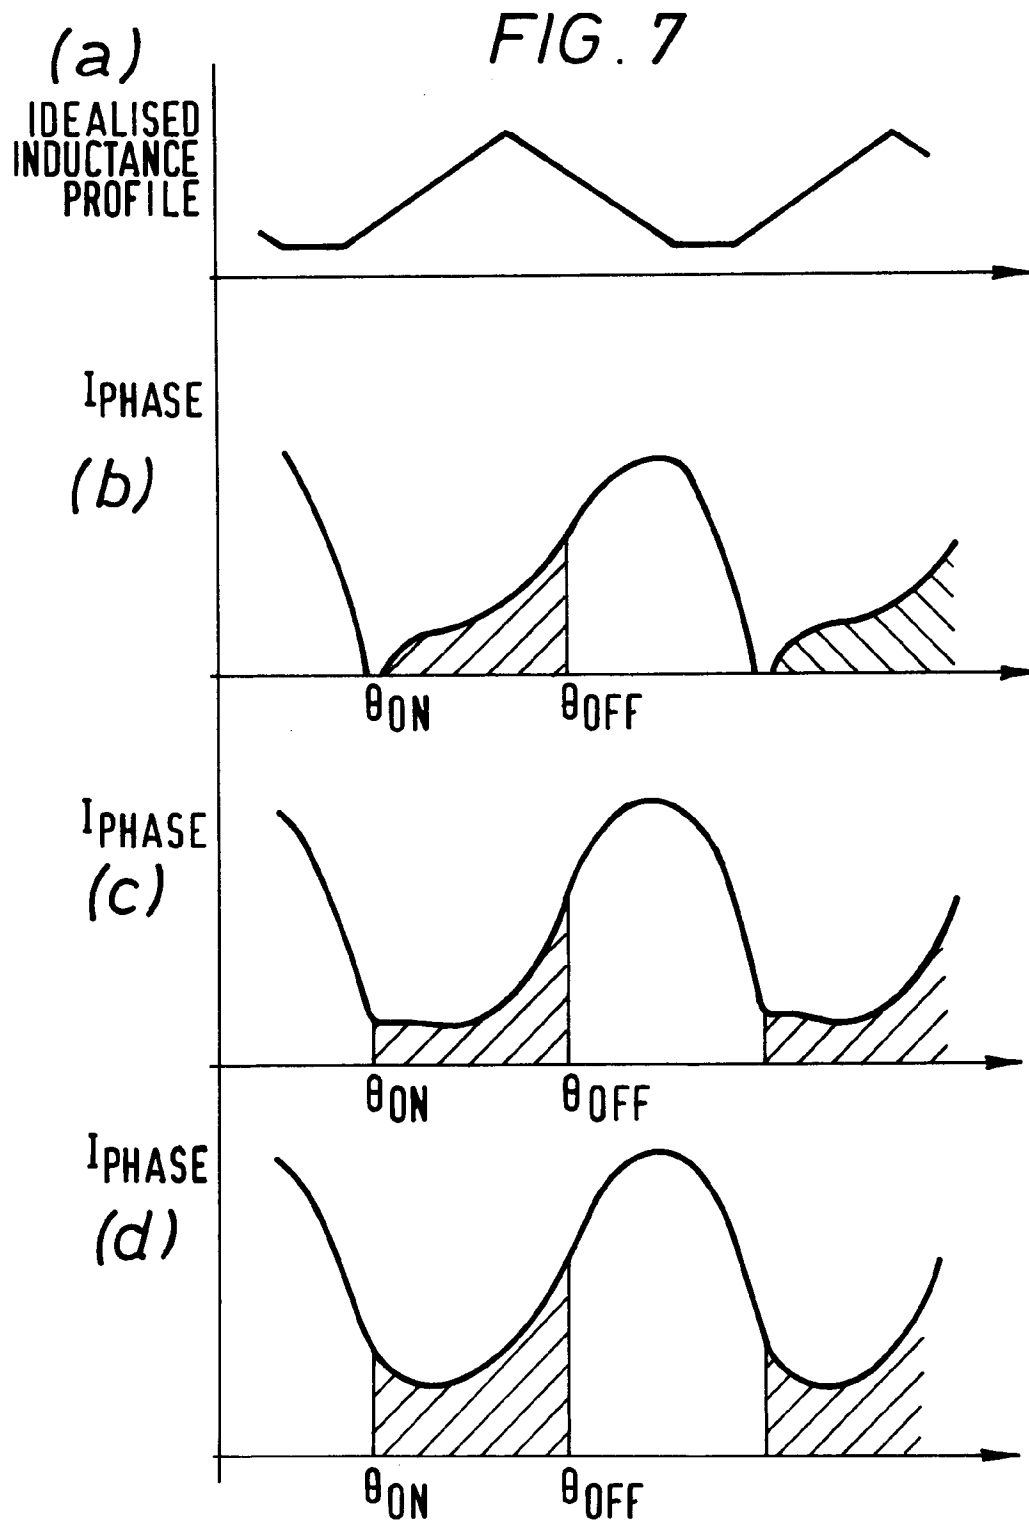 FIG. 7
(a)
IDEALISED
INDUCTANCE
PROFILE
IPHASE
(b)
θON θOFF
IPHASE
(c)
θON θOFF
IPHASE
(d)
θON θOFF